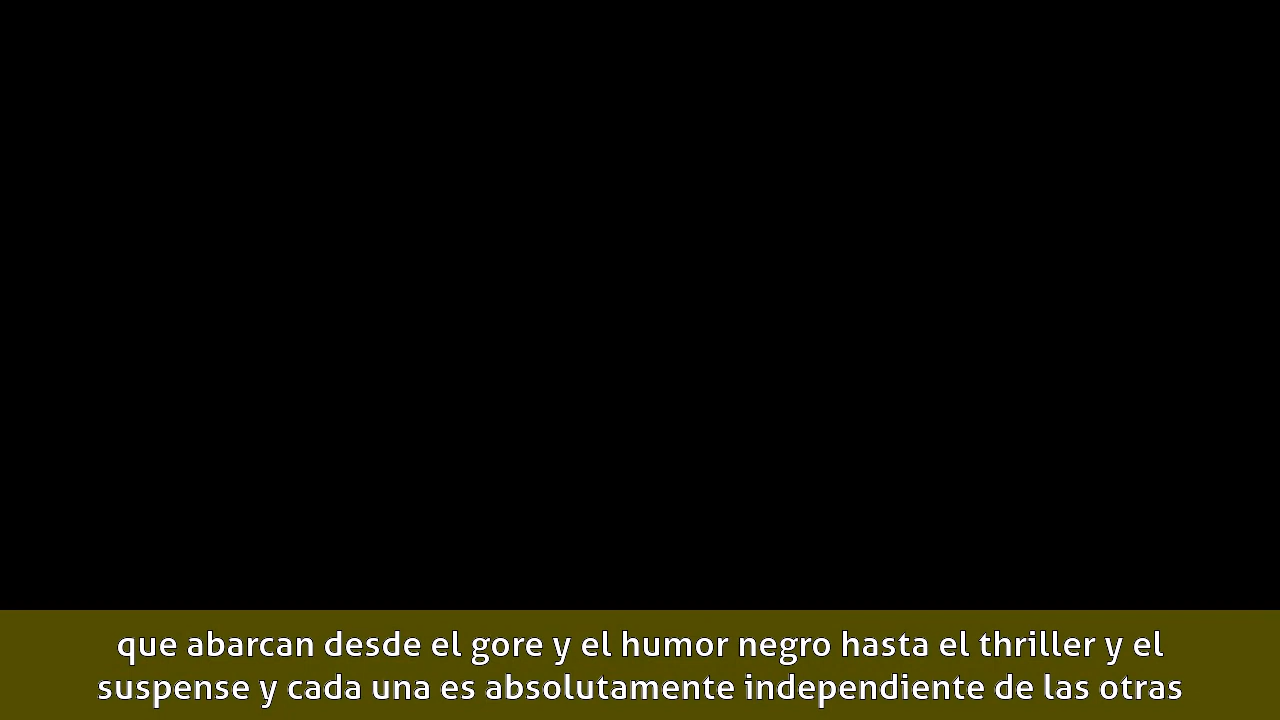 que abarcan desde el gore y el humor negro hasta el thriller y el
suspense y cada una es absolutamente independiente de las otras